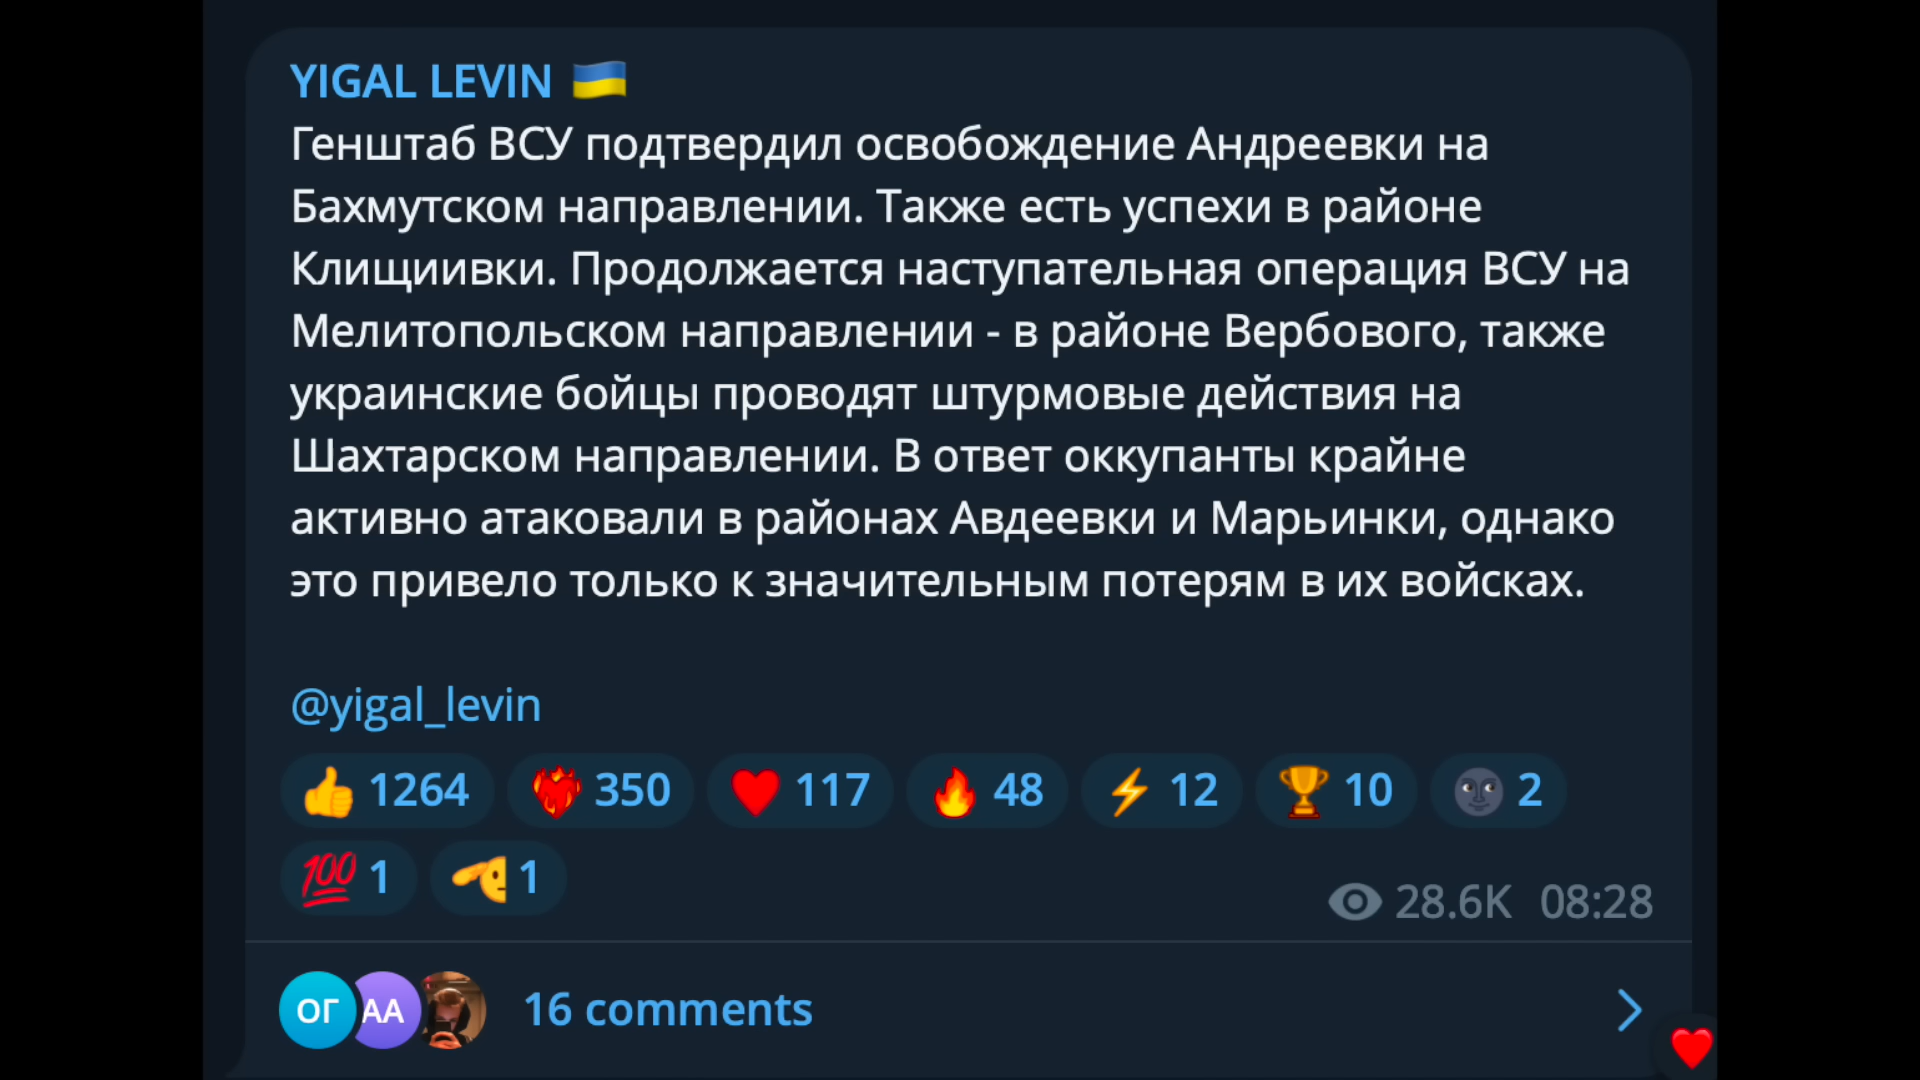 YIGAL LEVIN 🇺🇦
Генштаб ВСУ подтвердил освобождение Андреевки на
Бахмутском направлении. Также есть успехи в районе
Клищиивки. Продолжается наступательная операция ВСУ на
Мелитопольском направлении - в районе Вербового, также
украинские бойцы проводят штурмовые действия на
Шахтарском направлении. В ответ оккупанты крайне
активно атаковали в районах Авдеевки и Марьинки, однако
это привело только к значительным потерям в их войсках.
@yigal_levin
👍 1264 ❤️‍🔥 350 ❤️ 117 🔥 48 ⚡ 12 🏆 10 🌚 2
💯 1 🫡 1
28.6K 08:28
ОГ АА 16 comments